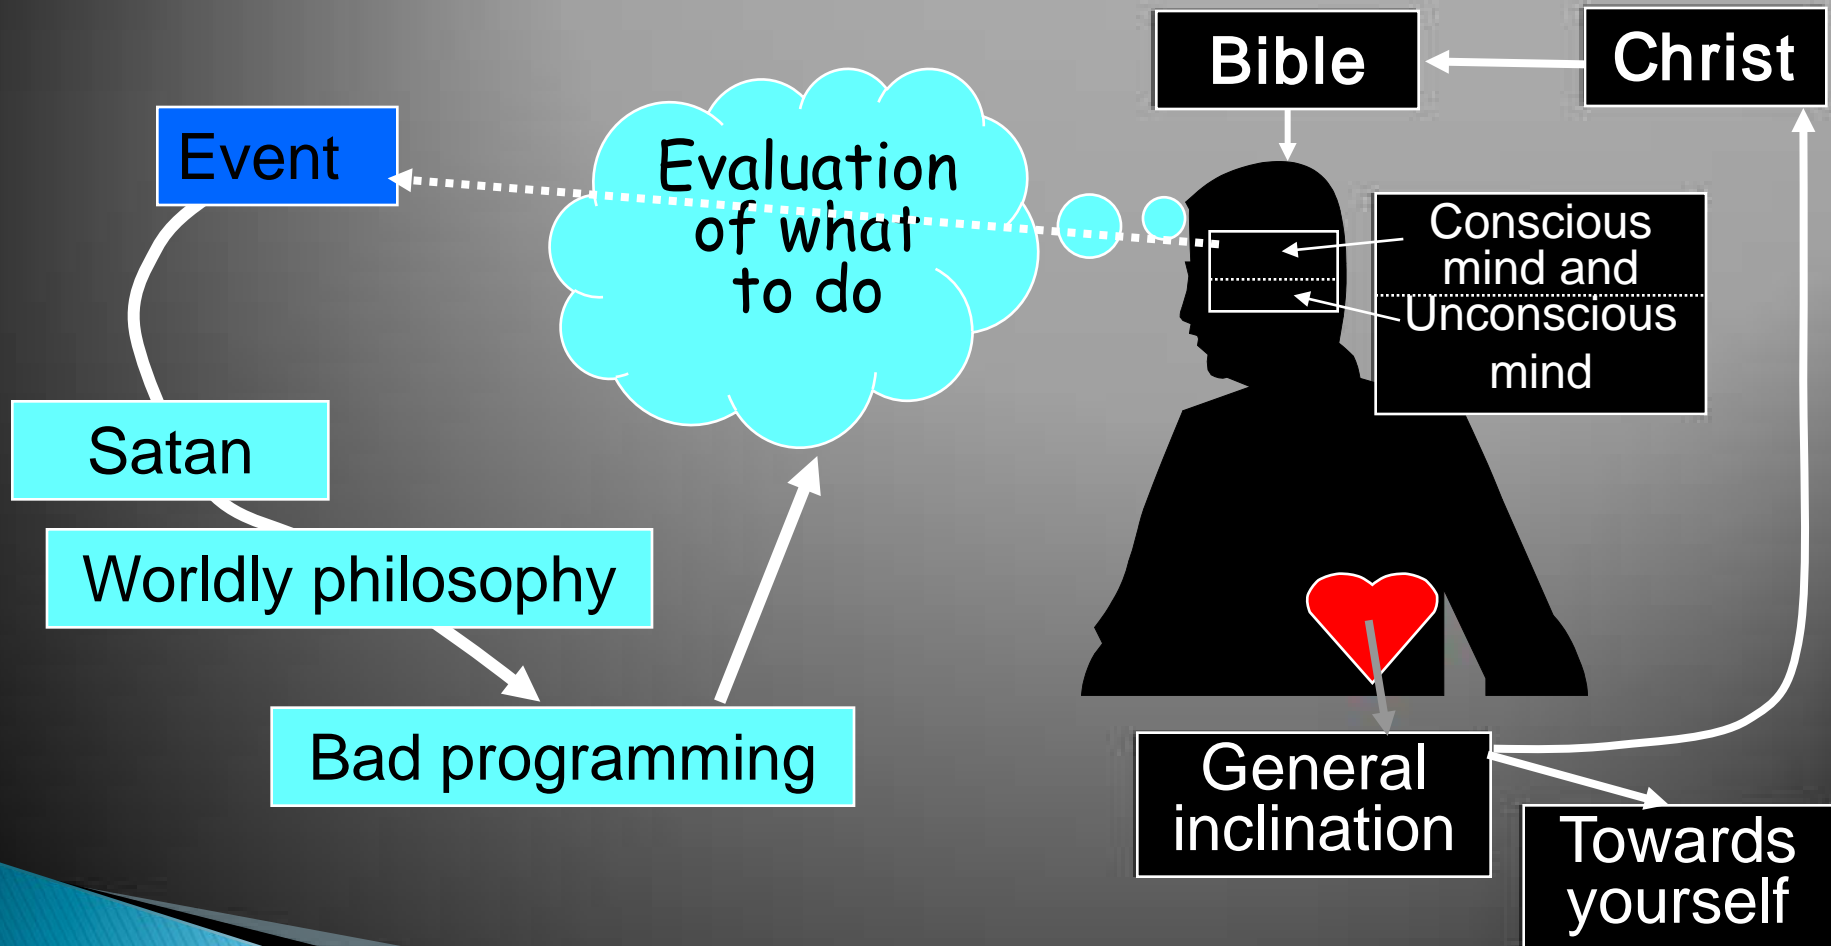 Bible
Christ
Event
Evaluation
of what
to do
Conscious
mind and
Unconscious
mind
Satan
Worldly philosophy
Bad programming
General
inclination
Towards
yourself